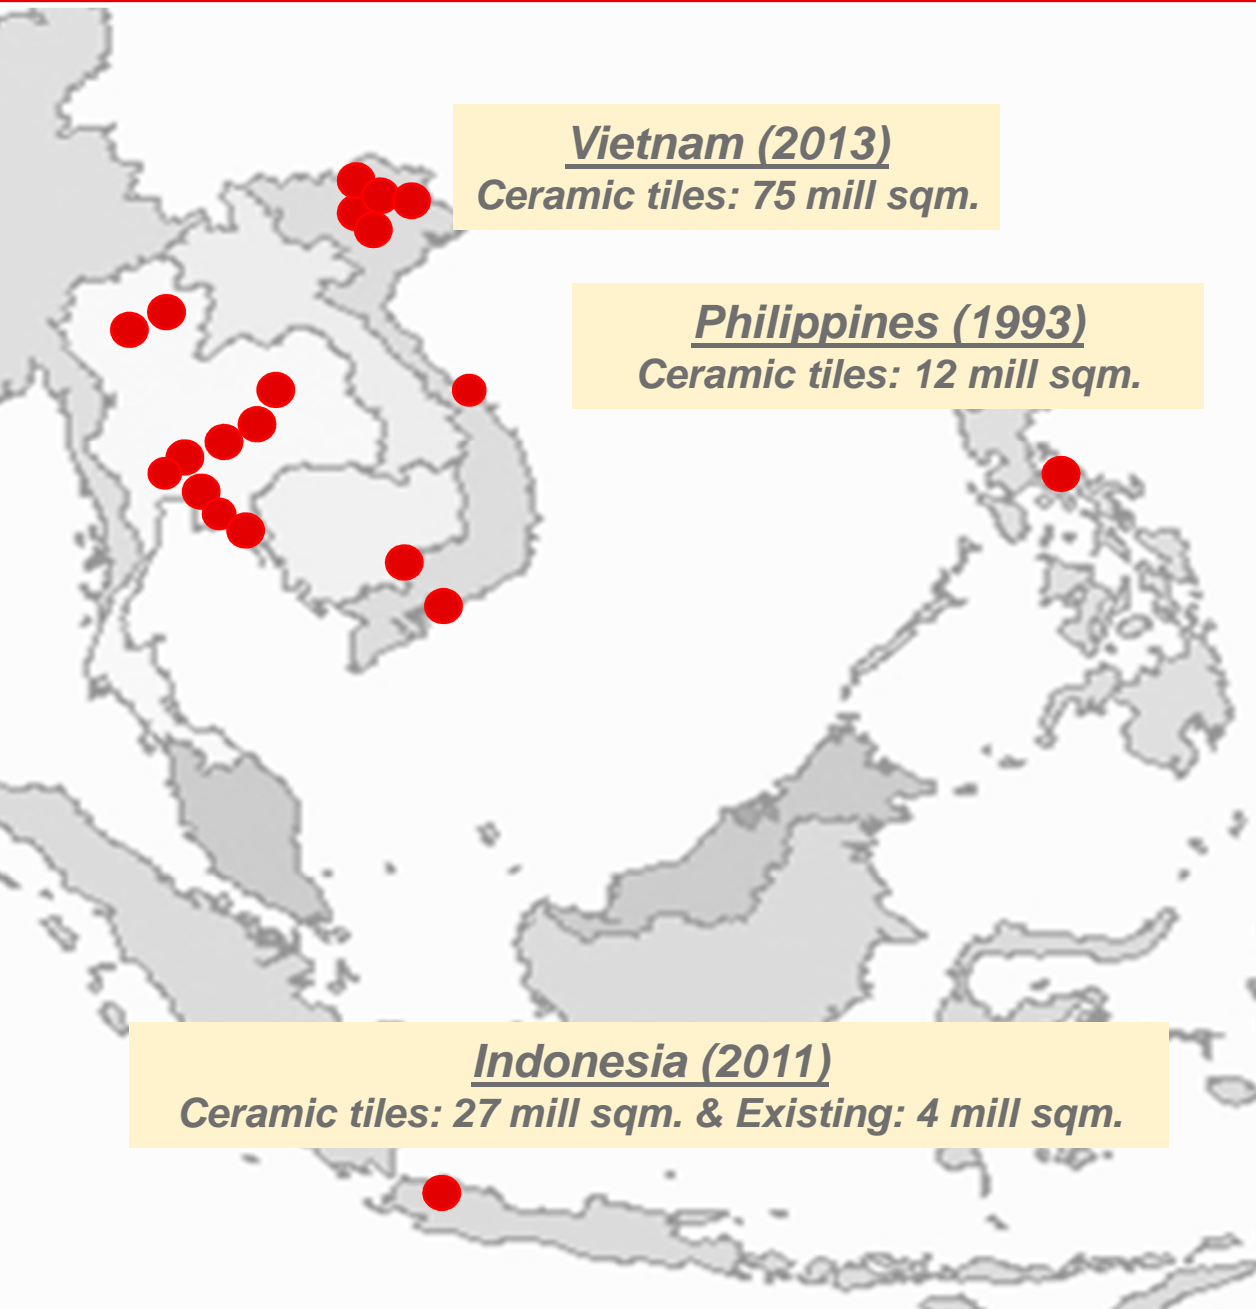 Vietnam (2013)
Ceramic tiles: 75 mill sqm.
Philippines (1993)
Ceramic tiles: 12 mill sqm.
Indonesia (2011)
Ceramic tiles: 27 mill sqm. & Existing: 4 mill sqm.